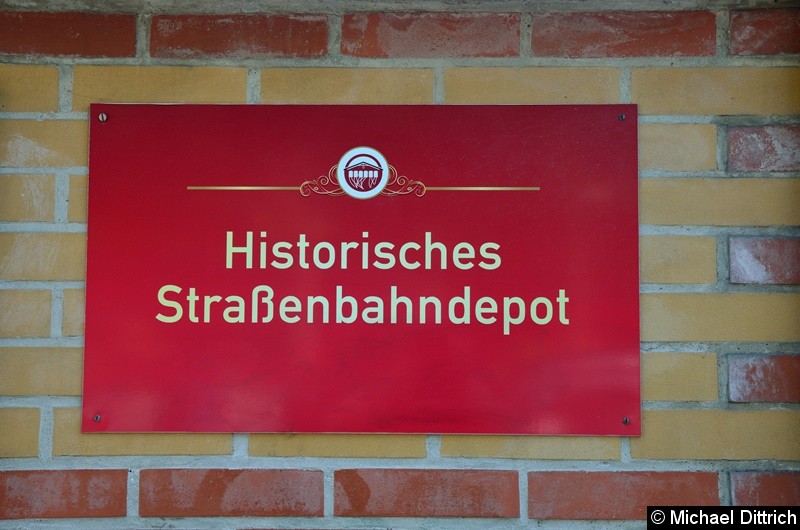 Historisches
Straßenbahndepot
© Michael Dittrich